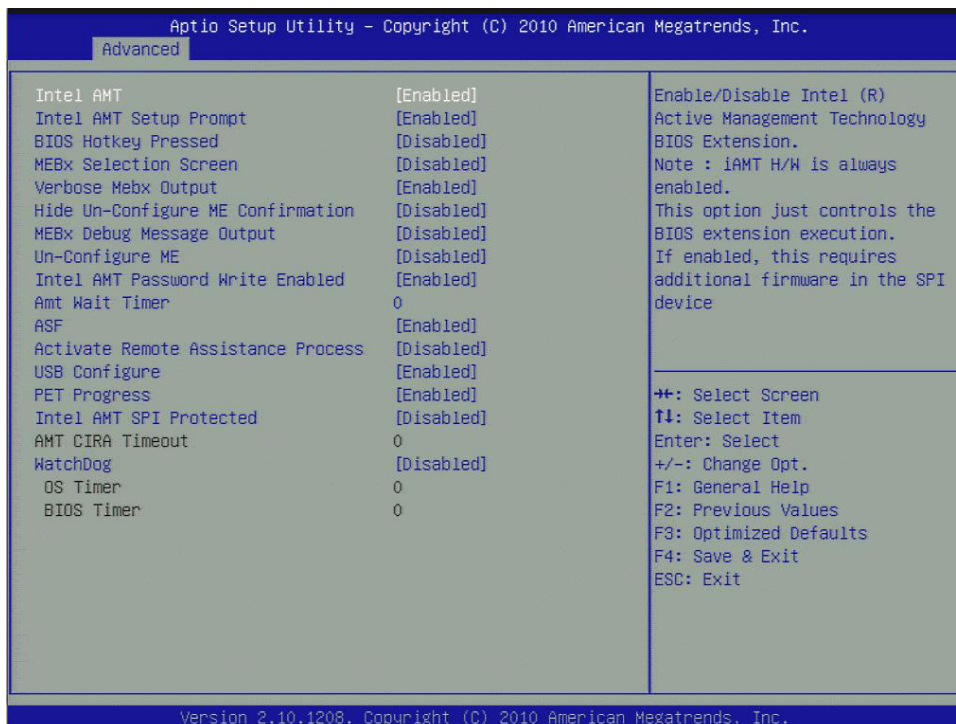 Aptio Setup Utility – Copyright (C) 2010 American Megatrends, Inc.
Advanced
Intel AMT [Enabled]
Intel AMT Setup Prompt [Enabled]
BIOS Hotkey Pressed [Disabled]
MEBx Selection Screen [Disabled]
Verbose Mebx Output [Enabled]
Hide Un-Configure ME Confirmation [Disabled]
MEBx Debug Message Output [Disabled]
Un-Configure ME [Disabled]
Intel AMT Password Write Enabled [Enabled]
Amt Wait Timer 0
ASF [Enabled]
Activate Remote Assistance Process [Disabled]
USB Configure [Enabled]
PET Progress [Enabled]
Intel AMT SPI Protected [Disabled]
AMT CIRA Timeout 0
WatchDog [Disabled]
OS Timer 0
BIOS Timer 0
Enable/Disable Intel (R)
Active Management Technology
BIOS Extension.
Note : iAMT H/W is always
enabled.
This option just controls the
BIOS extension execution.
If enabled, this requires
additional firmware in the SPI
device
→←: Select Screen
↑↓: Select Item
Enter: Select
+/-: Change Opt.
F1: General Help
F2: Previous Values
F3: Optimized Defaults
F4: Save & Exit
ESC: Exit
Version 2.10.1208. Copyright (C) 2010 American Megatrends, Inc.